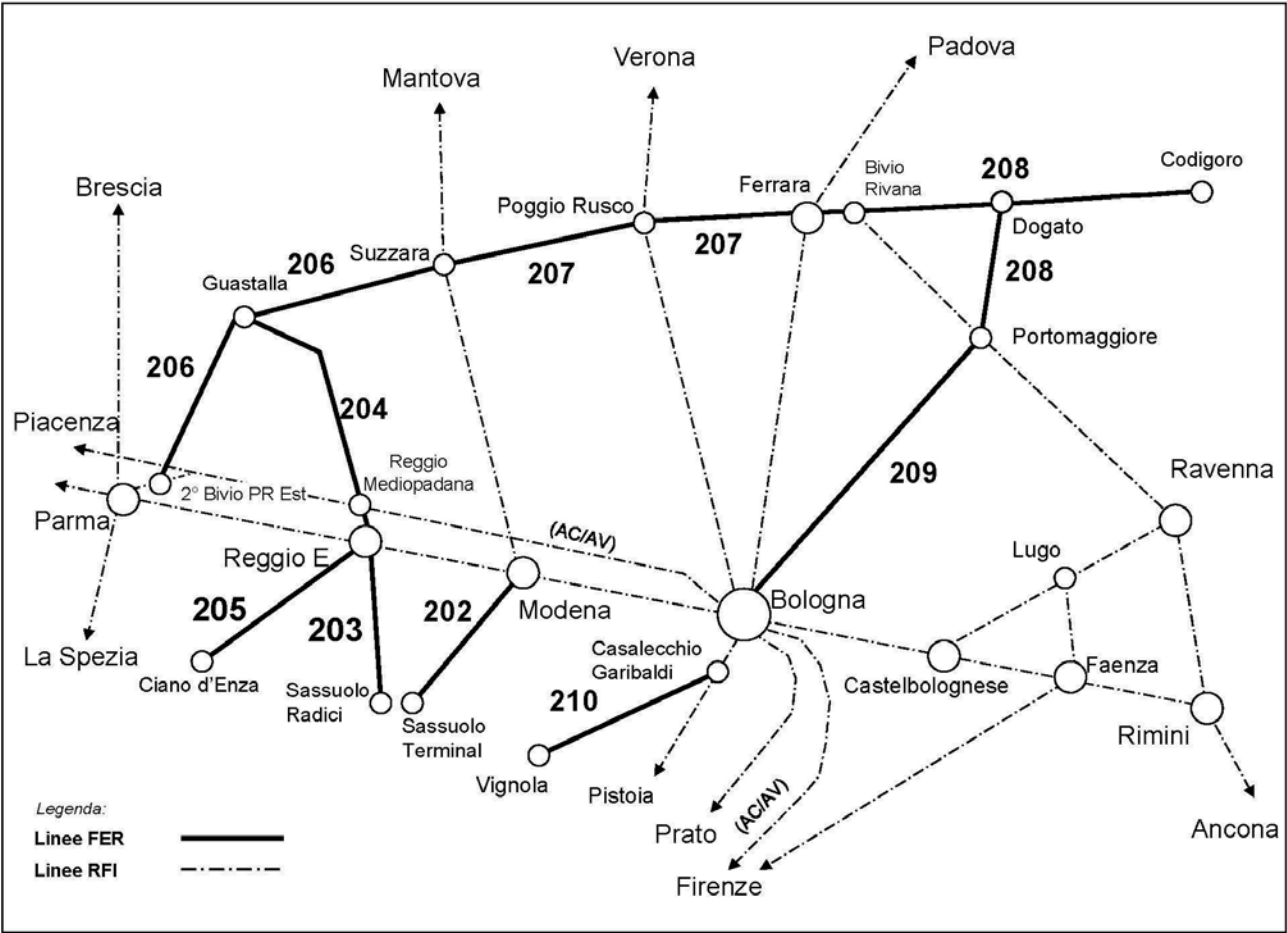 Padova
Verona
Mantova
Brescia
Codigoro
208
Bivio
Rivana
Ferrara
Poggio Rusco
Dogato
207
Suzzara
206
207
208
Guastalla
Portomaggiore
206
204
Piacenza
Reggio
Mediopadana
2° Bivio PR Est
209
Ravenna
Parma
(AC/AV)
Reggio E
Lugo
205
203
202
Modena
Bologna
La Spezia
Ciano d'Enza
Casalecchio
Garibaldi
Castelbolognese
Faenza
Sassuolo
Radici
Sassuolo
Terminal
210
Rimini
Vignola
Pistoia
(AC/AV)
Prato
Ancona
Firenze
Legenda:
Linee FER
Linee RFI